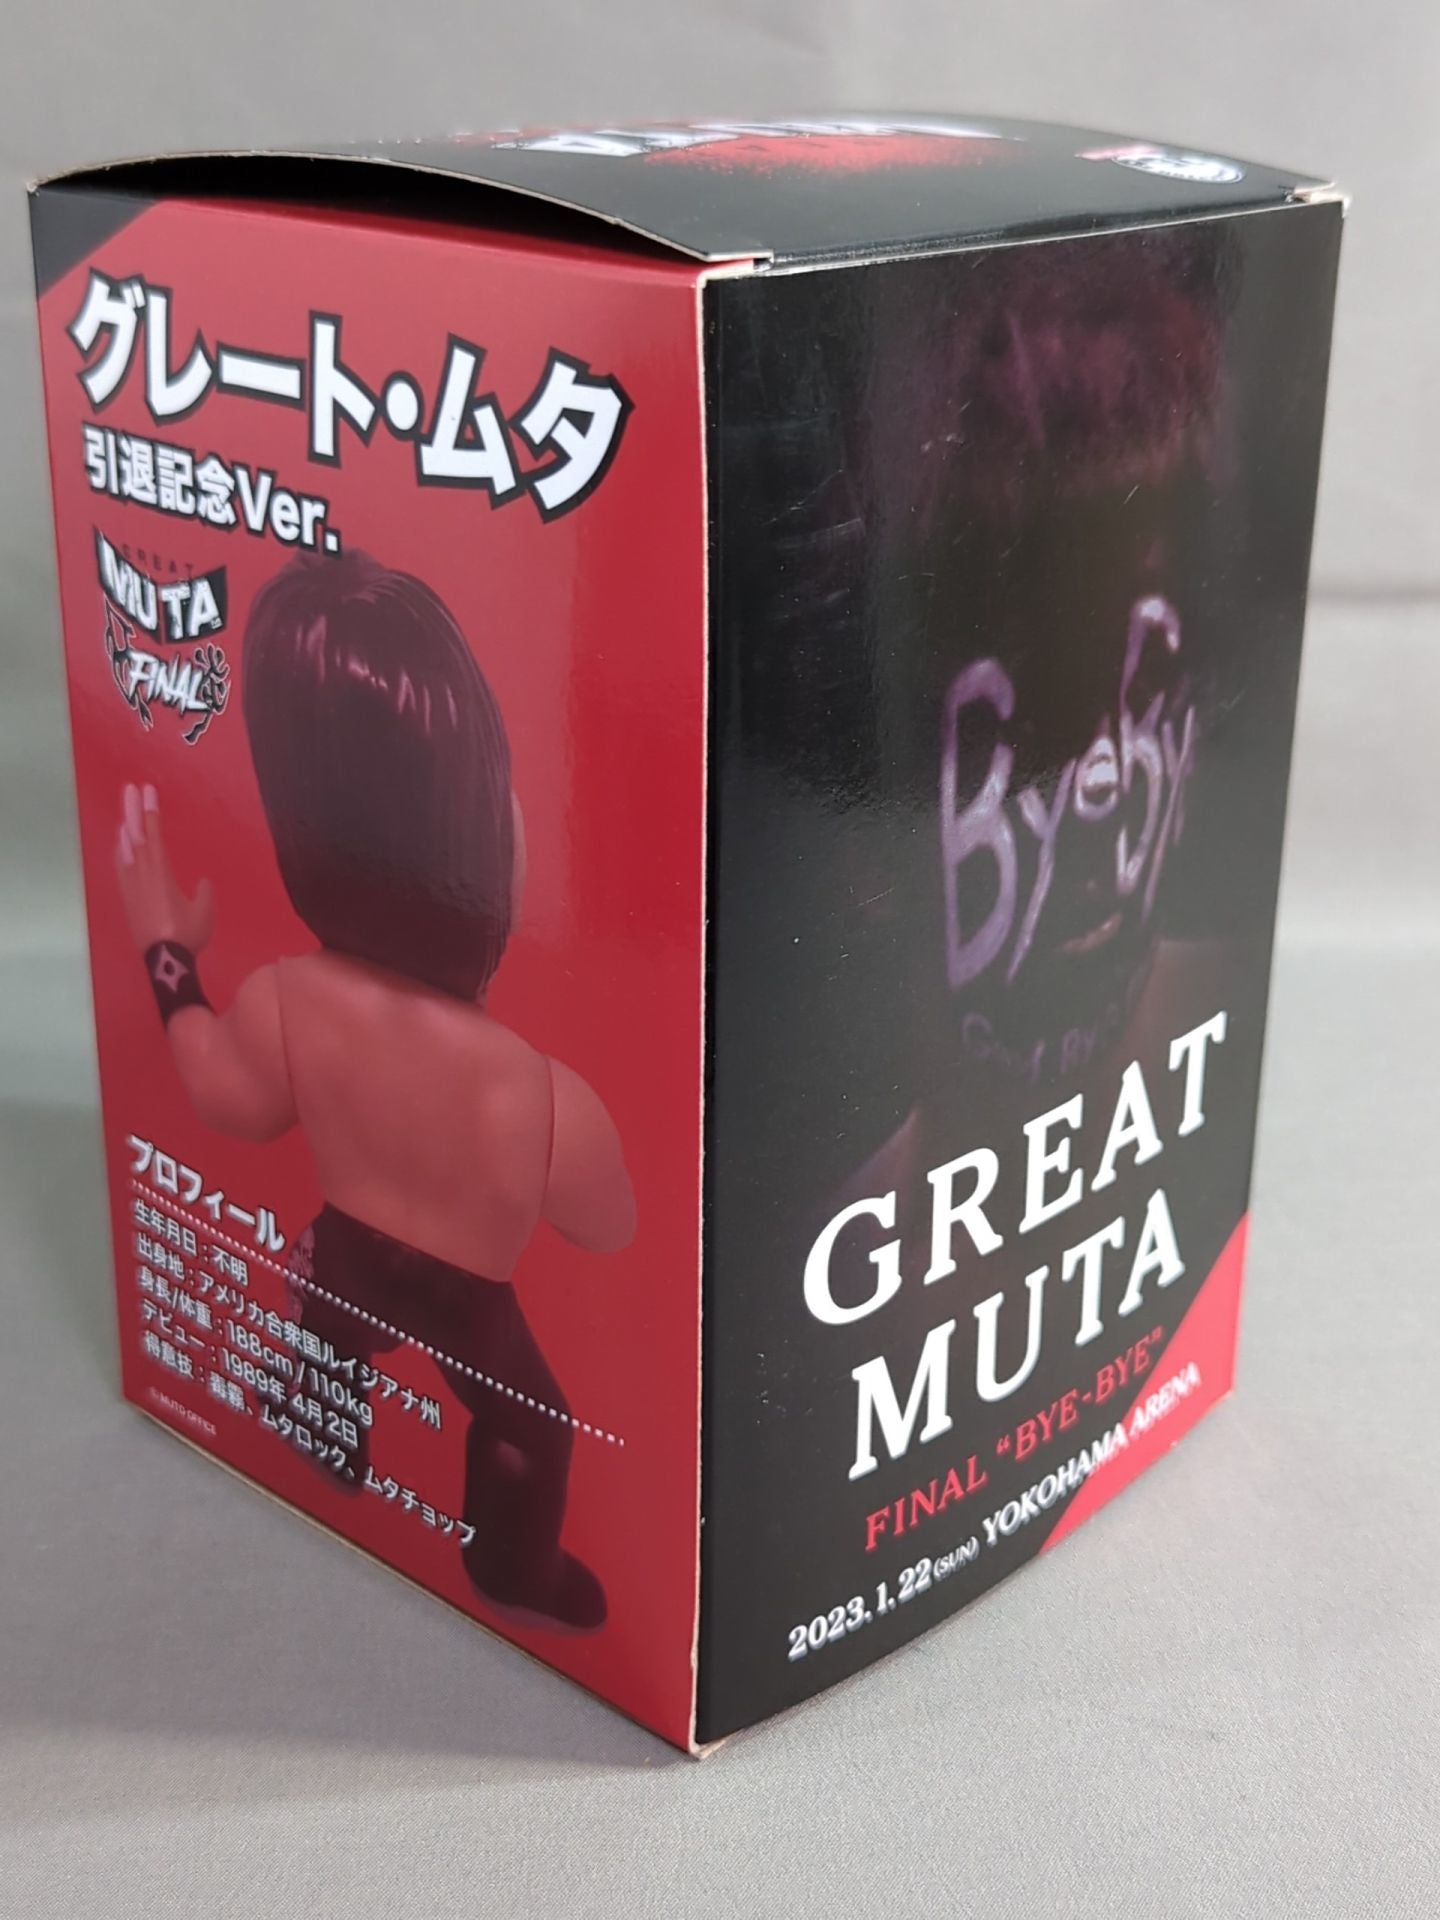 グレート・ムタ
引退記念Ver.
GREAT
MUTA
FINAL
プロフィール
生年月日：不明
出身地：アメリカ合衆国ルイジアナ州
身長/体重：188cm/110kg
デビュー：1989年4月2日
得意技：毒霧、ムタロック、ムタチョップ
© MUTO OFFICE
ByeBy
GREAT
MUTA
FINAL “BYE-BYE”
2023.1.22(SUN) YOKOHAMA ARENA